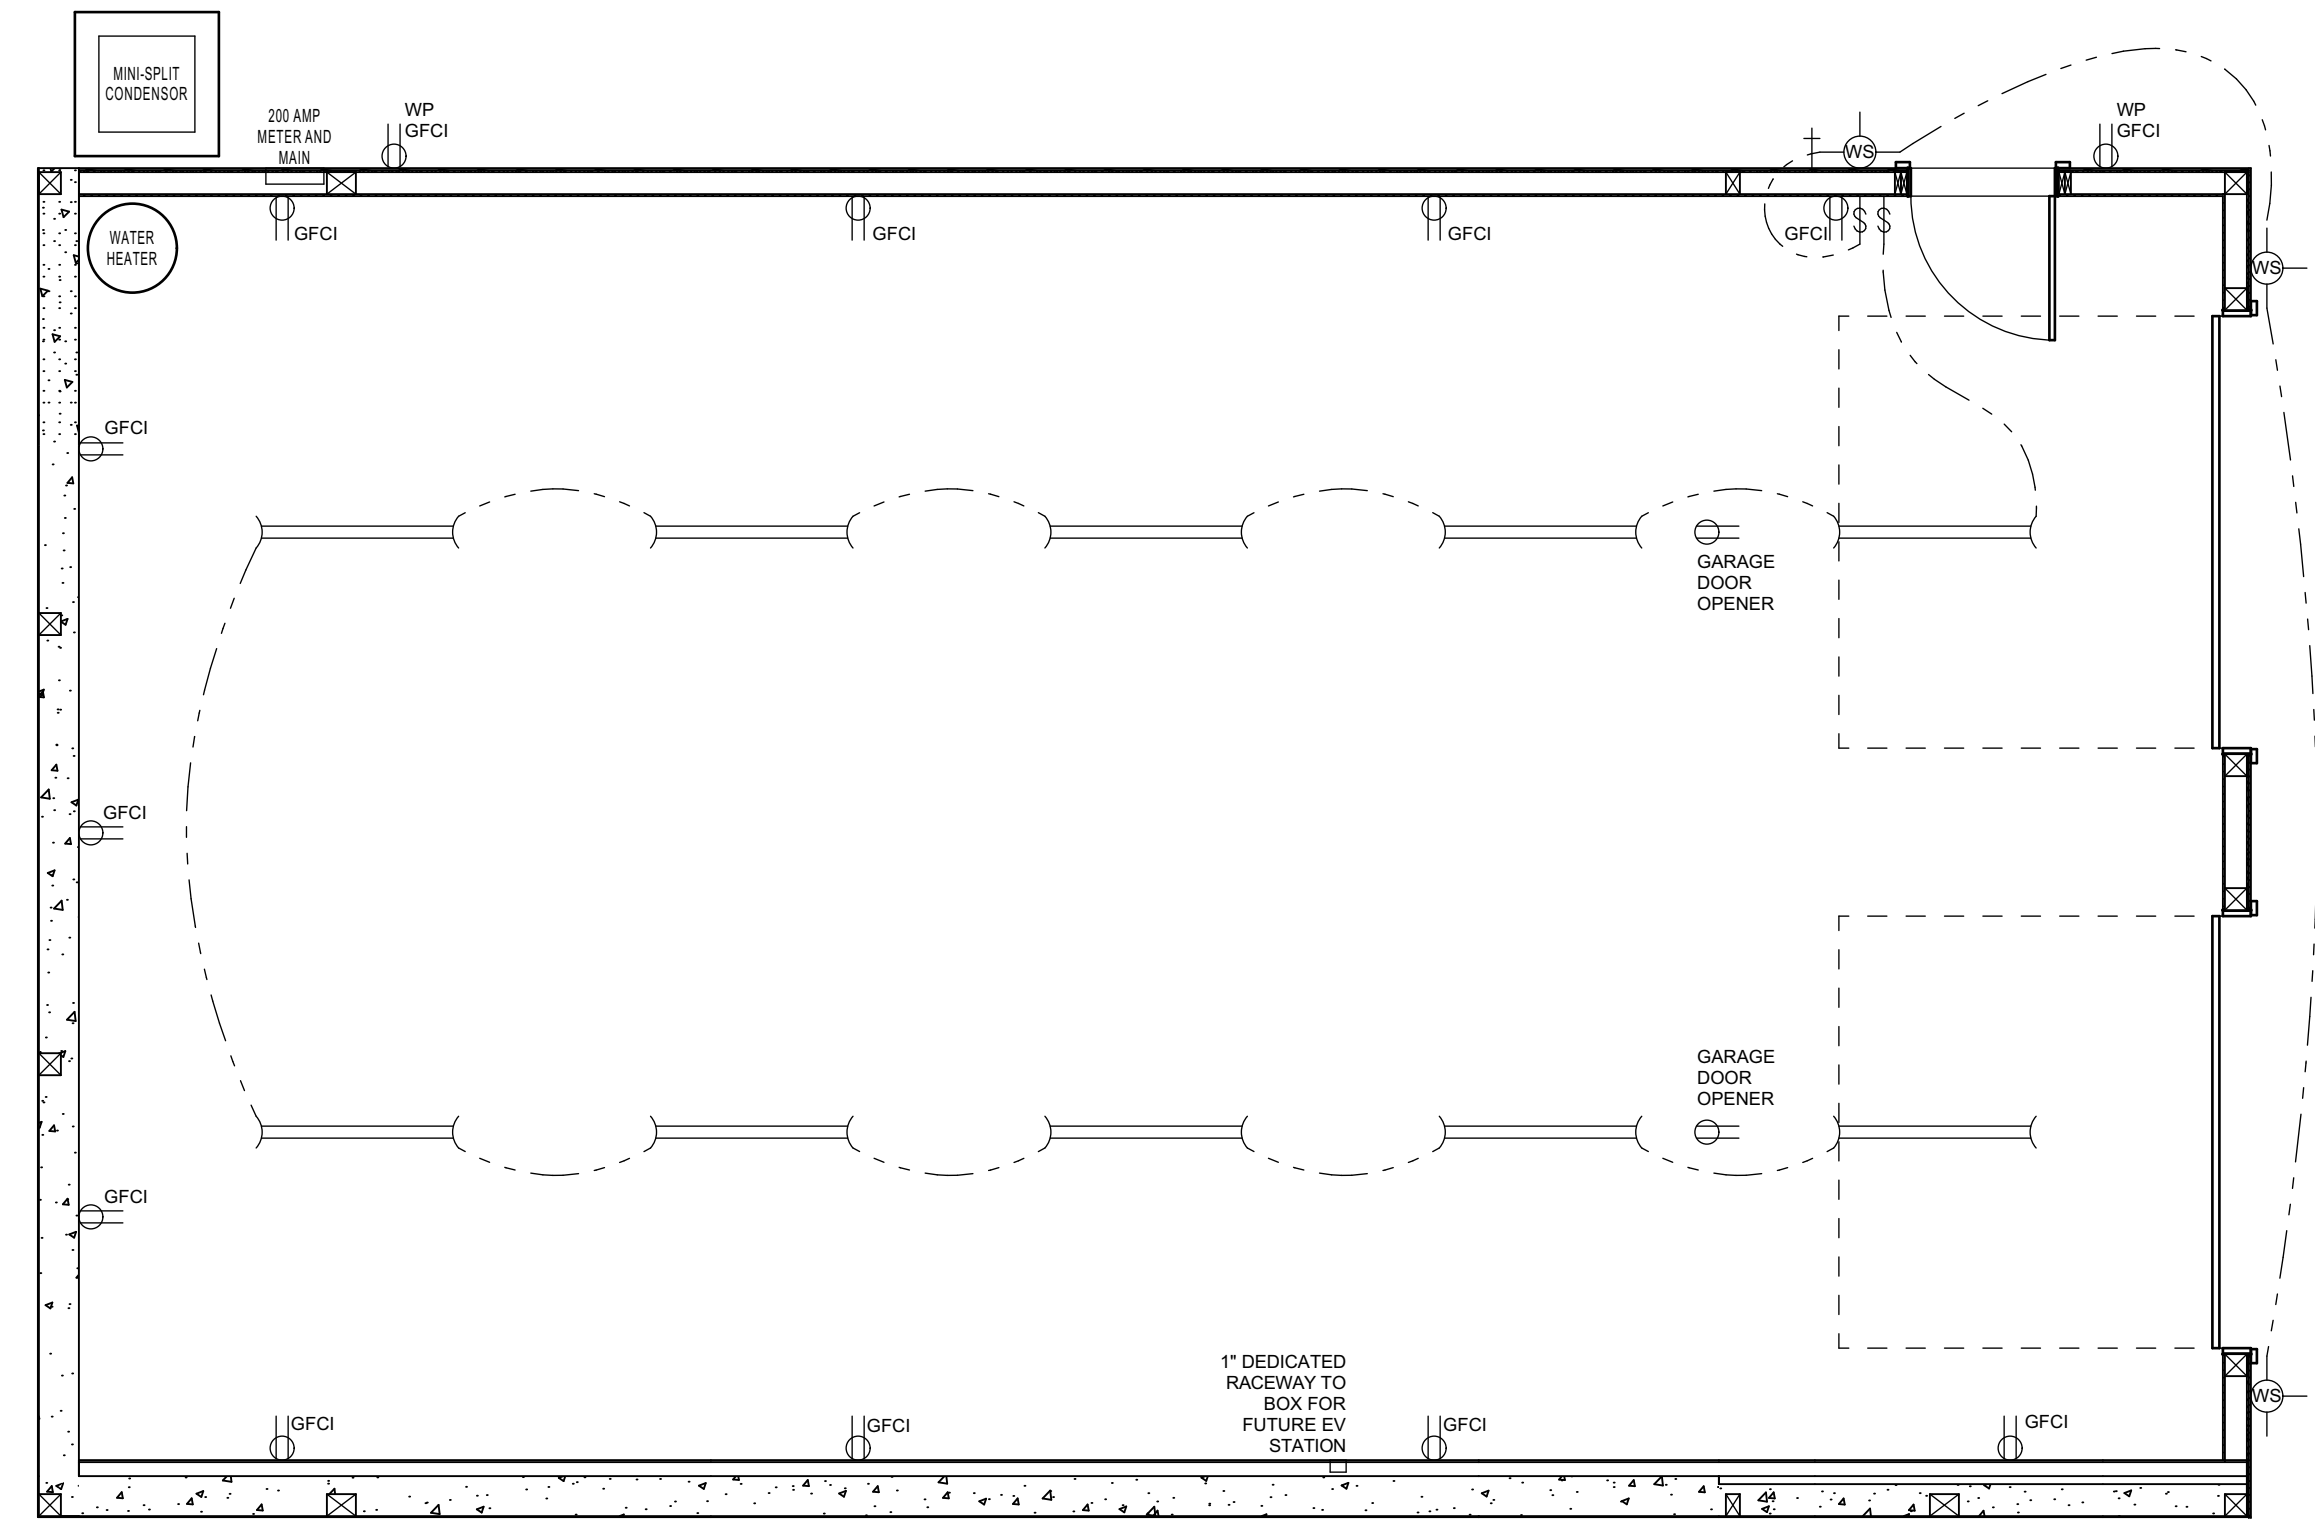 MINI-SPLIT
CONDENSOR
200 AMP
METER AND
MAIN
WP
GFCI
WS
WP
GFCI
WATER
HEATER
GFCI
GFCI
GFCI
GFCI
S S
WS
GFCI
GARAGE
DOOR
OPENER
GFCI
GARAGE
DOOR
OPENER
GFCI
1" DEDICATED
RACEWAY TO
BOX FOR
FUTURE EV
STATION
GFCI
GFCI
GFCI
GFCI
WS